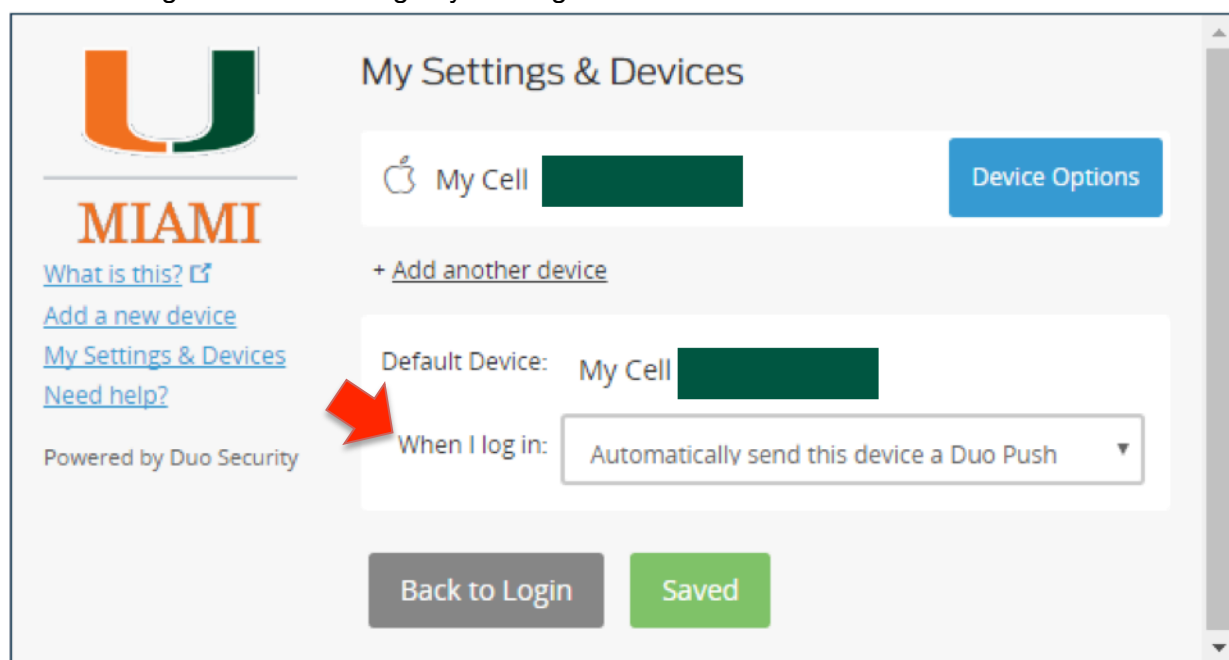 My Settings & Devices
My Cell
Device Options
+ Add another device
MIAMI
What is this?
Add a new device
My Settings & Devices
Need help?
Powered by Duo Security
Default Device: My Cell
When I log in: Automatically send this device a Duo Push
Back to Login
Saved